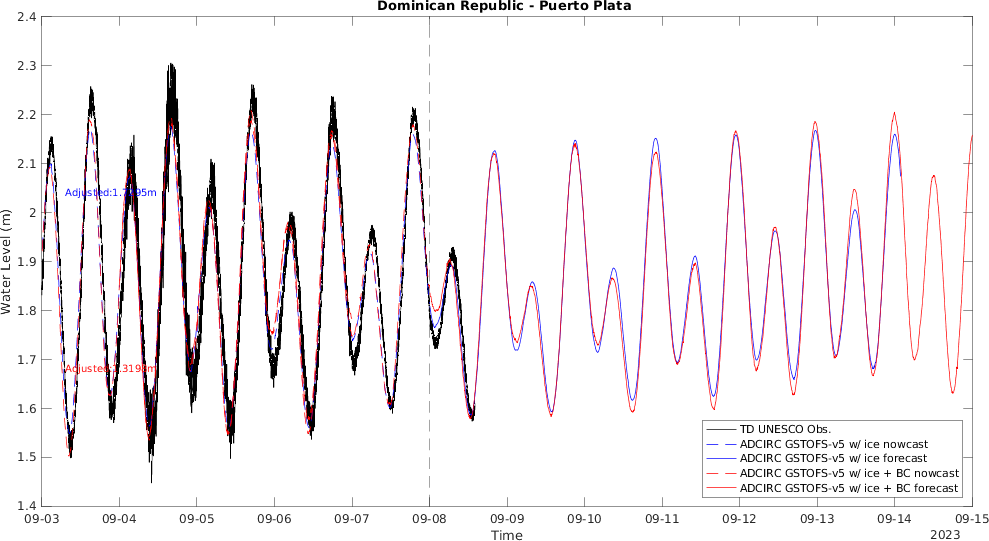 Dominican Republic - Puerto Plata
2.4
2.3
2.2
2.1
2
1.9
1.8
1.7
1.6
1.5
1.4
Water Level (m)
TD UNESCO Obs.
ADCIRC GSTOFS-v5 w/ ice nowcast
ADCIRC GSTOFS-v5 w/ ice forecast
ADCIRC GSTOFS-v5 w/ ice + BC nowcast
ADCIRC GSTOFS-v5 w/ ice + BC forecast
09-03 09-04 09-05 09-06 09-07 09-08 09-09 09-10 09-11 09-12 09-13 09-14 09-15
Time
2023